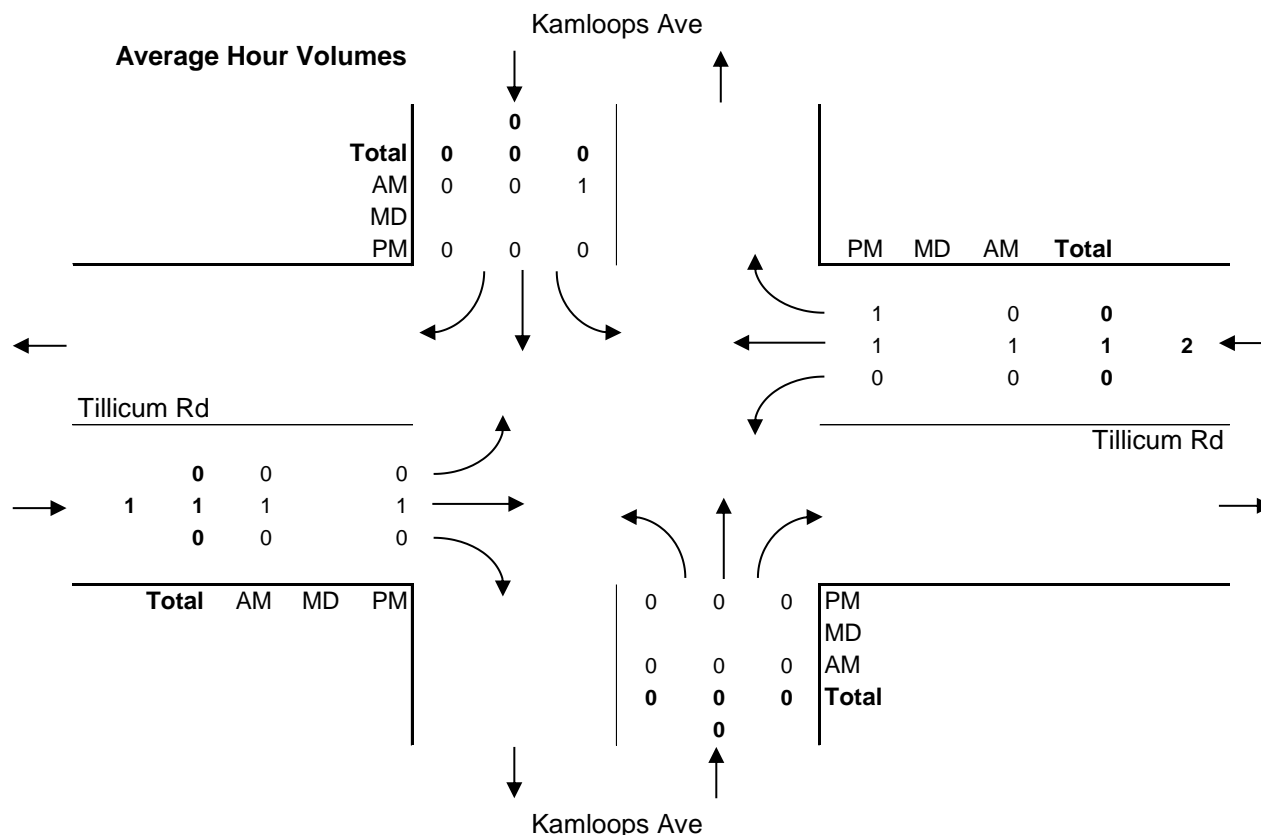 Kamloops Ave
Average Hour Volumes
0
Total 0 0 0
AM 0 0 1
MD
PM 0 0 0
PM MD AM Total
1 0 0
1 1 1 2
0 0 0
Tillicum Rd
Tillicum Rd
0 0 0
1 1 1 1
0 0 0
Total AM MD PM
0 0 0 PM
MD
0 0 0 AM
0 0 0 Total
0
Kamloops Ave